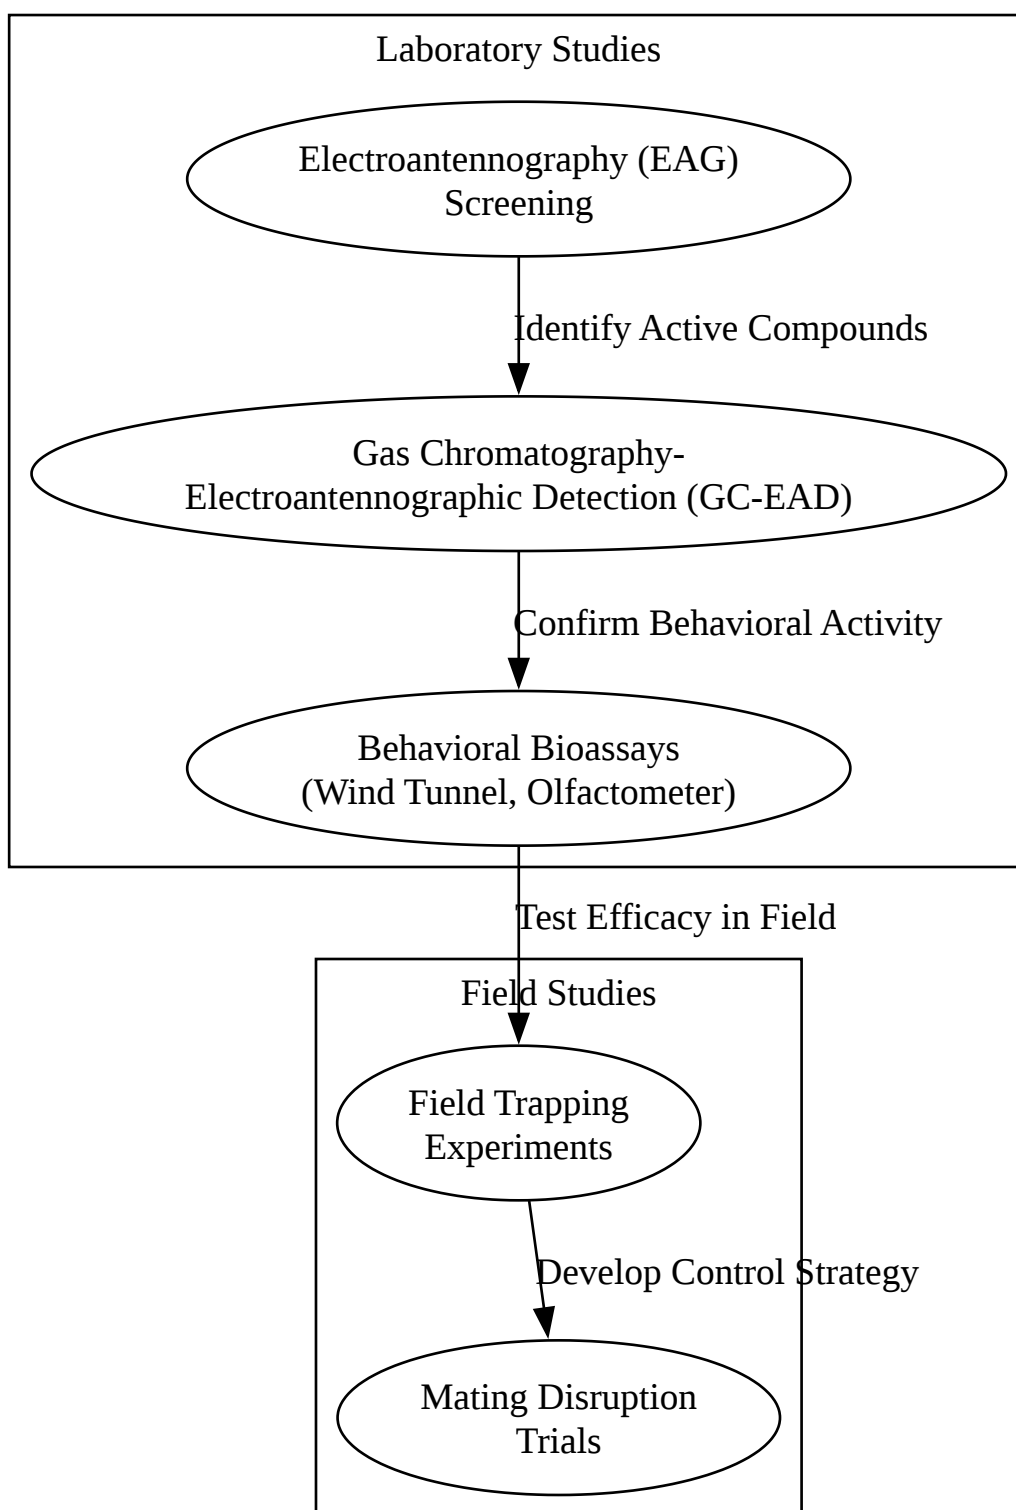 Laboratory Studies
Electroantennography (EAG)
Screening
Identify Active Compounds
Gas Chromatography-
Electroantennographic Detection (GC-EAD)
Confirm Behavioral Activity
Behavioral Bioassays
(Wind Tunnel, Olfactometer)
Test Efficacy in Field
Field Studies
Field Trapping
Experiments
Develop Control Strategy
Mating Disruption
Trials